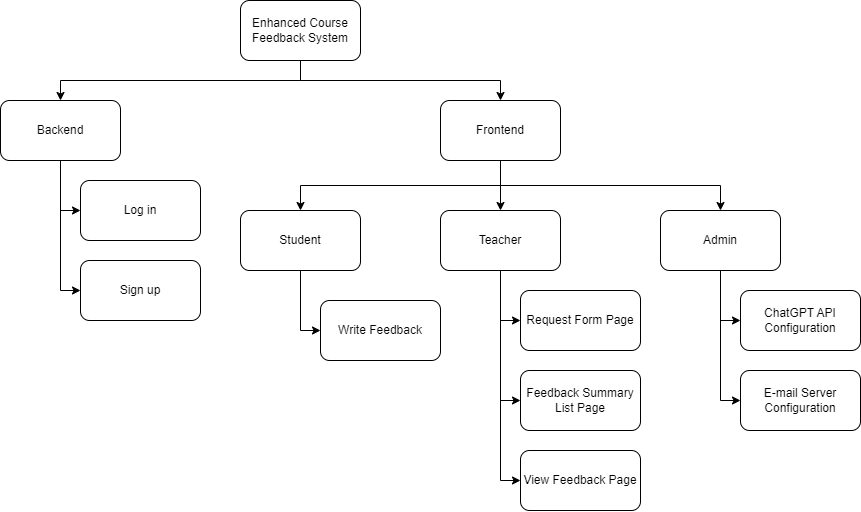 Enhanced Course
Feedback System
Backend
Frontend
Log in
Sign up
Student
Teacher
Admin
Write Feedback
Request Form Page
Feedback Summary
List Page
View Feedback Page
ChatGPT API
Configuration
E-mail Server
Configuration